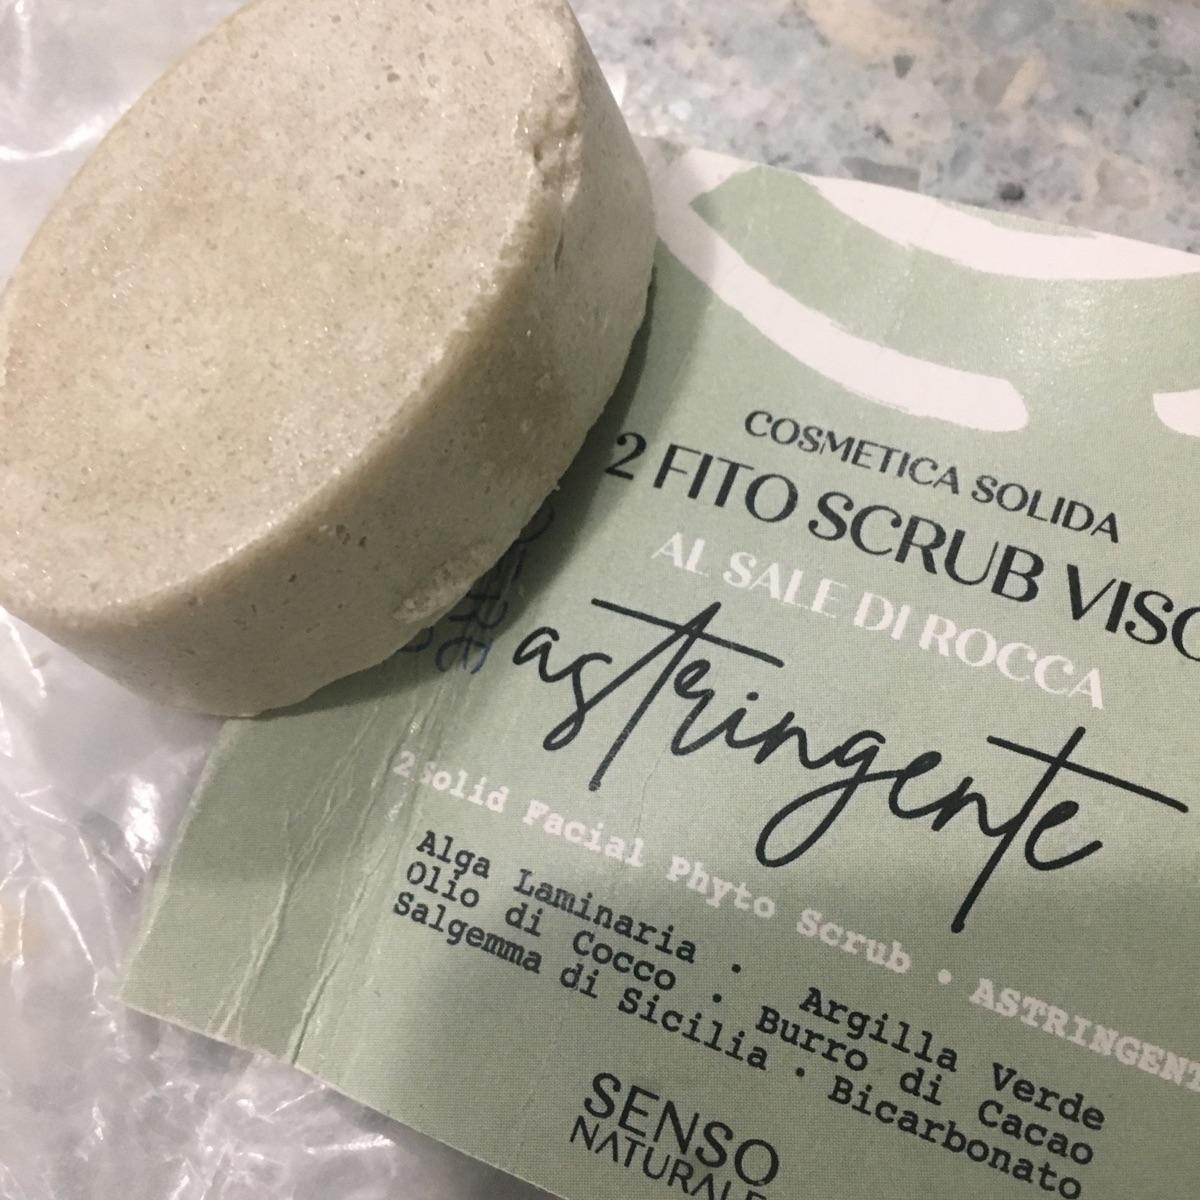 COSMETICA SOLIDA
2 FITO SCRUB VISO
AL SALE DI ROCCA
astringente
2 Solid Facial Phyto Scrub • ASTRINGENT
Alga Laminaria • Argilla Verde
Olio di Cocco • Burro di Cacao
Salgemma di Sicilia • Bicarbonato
SENSO
NATURALE